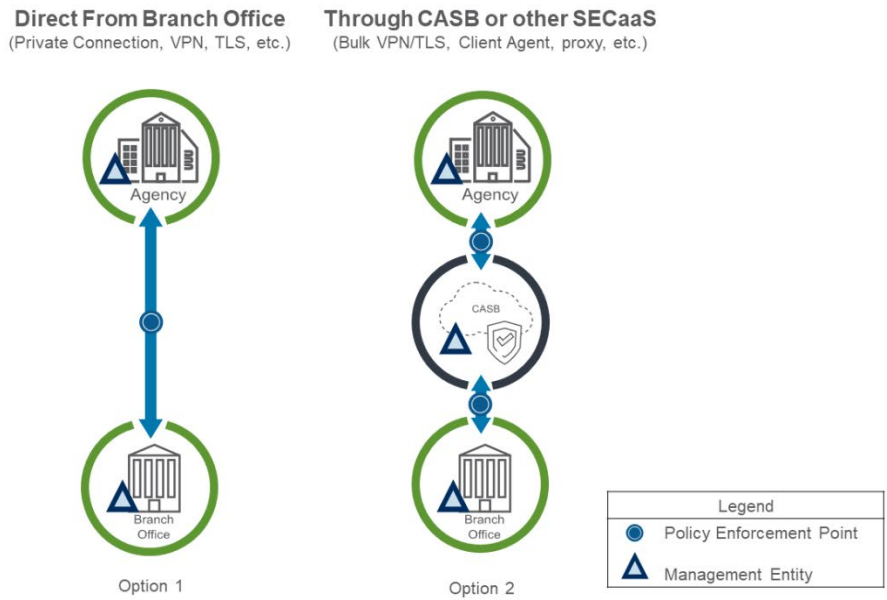 Direct From Branch Office
(Private Connection, VPN, TLS, etc.)
Through CASB or other SECaaS
(Bulk VPN/TLS, Client Agent, proxy, etc.)
Agency
Branch
Office
Option 1
Agency
CASB
Branch
Office
Option 2
Legend
Policy Enforcement Point
Management Entity